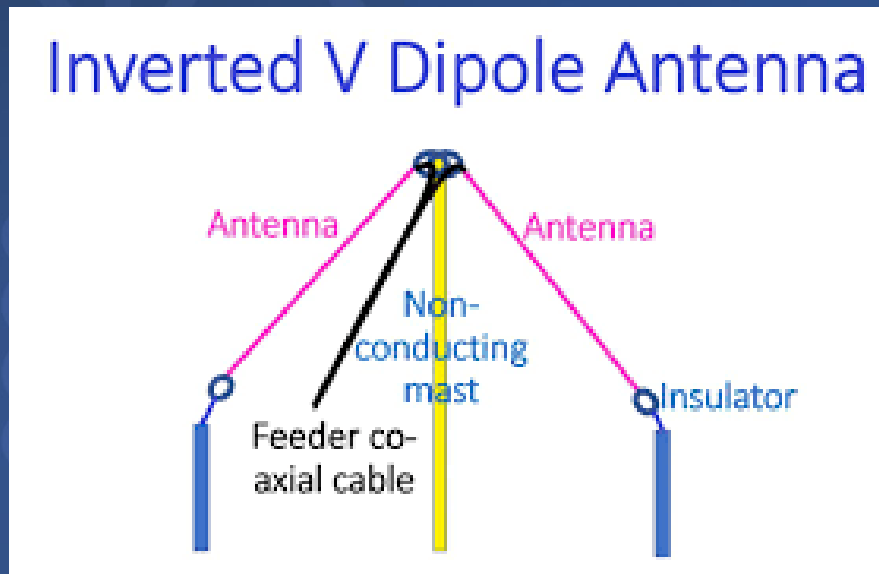 Inverted V Dipole Antenna
Antenna
Antenna
Non-
conducting
mast
Insulator
Feeder co-
axial cable